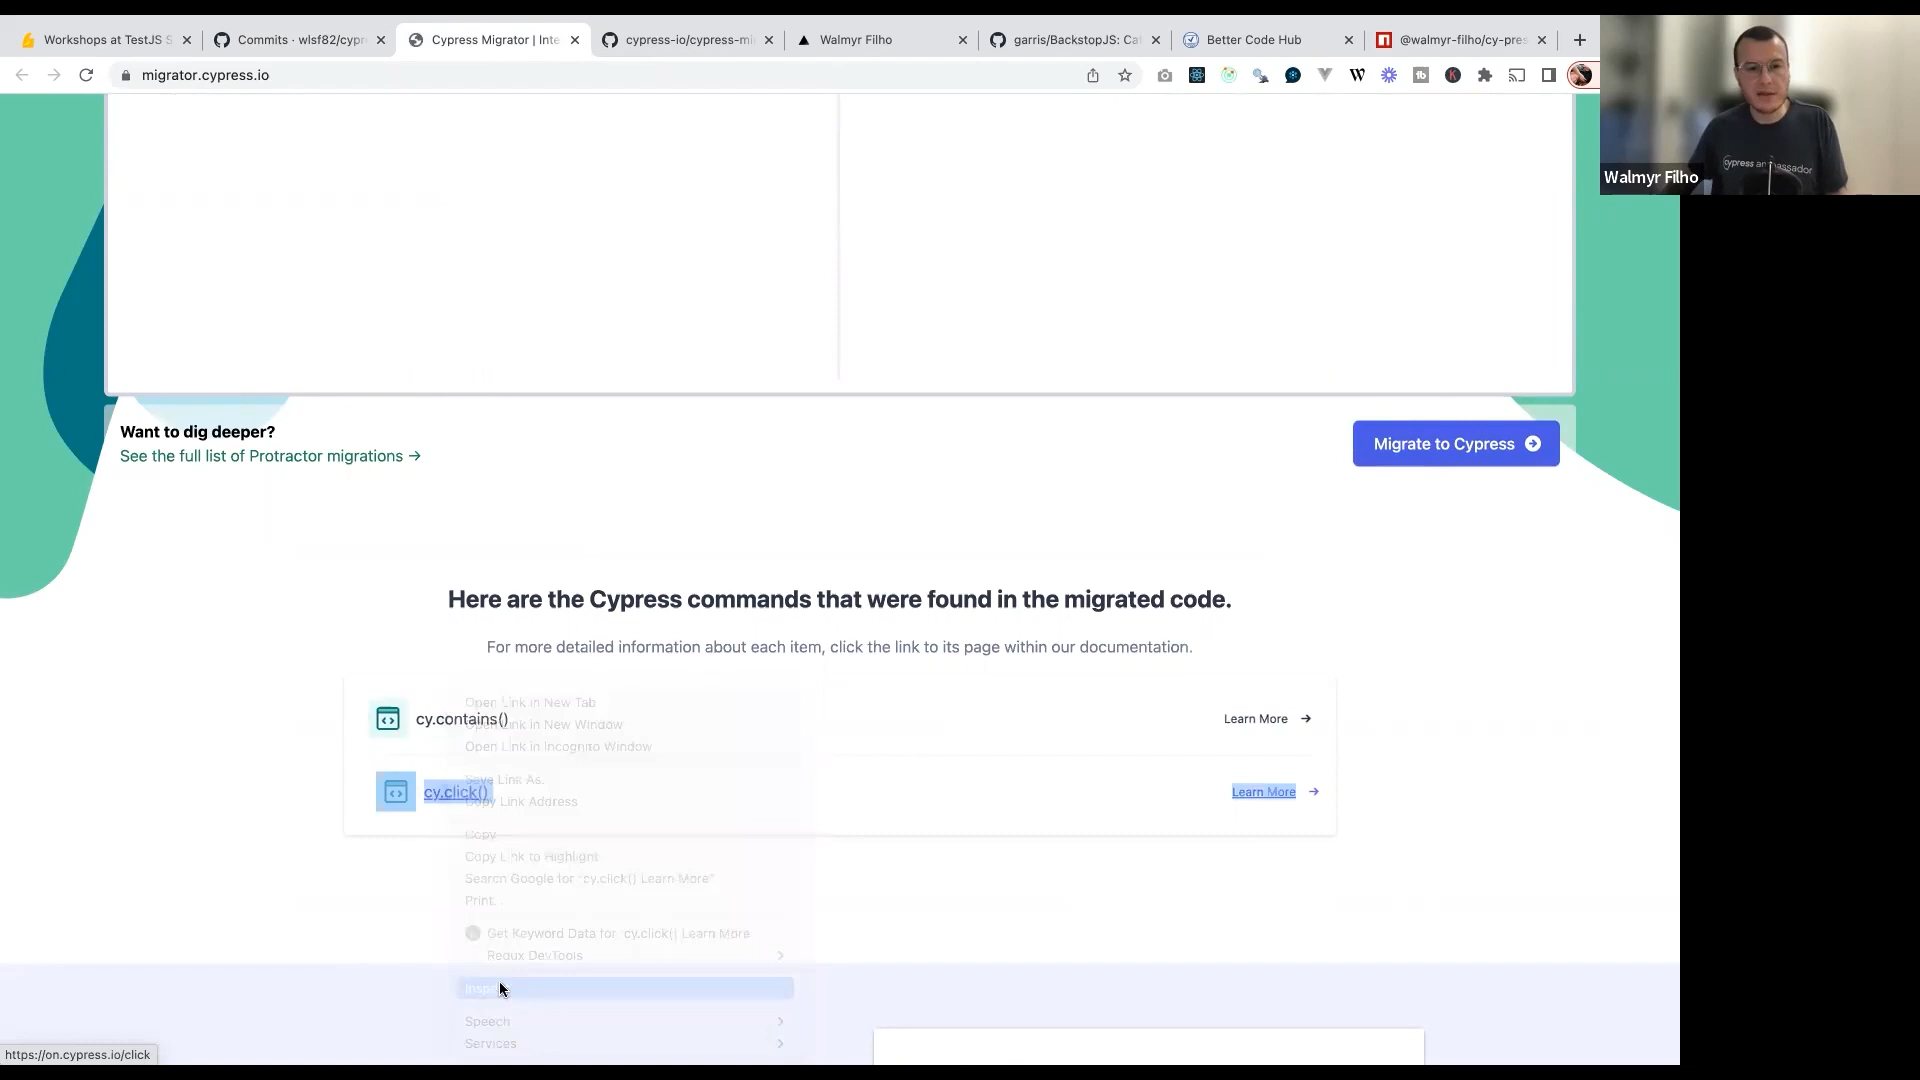 Workshops at TestJS S
Commits · wlsf82/cypr
Cypress Migrator | Inte
cypress-io/cypress-mi
Walmyr Filho
garris/BackstopJS: Cat
Better Code Hub
@walmyr-filho/cy-pres
migrator.cypress.io
cypress ambassador
Walmyr Filho
Want to dig deeper?
See the full list of Protractor migrations →
Migrate to Cypress
Here are the Cypress commands that were found in the migrated code.
For more detailed information about each item, click the link to its page within our documentation.
cy.contains()
Learn More →
cy.click()
Learn More →
Open Link in New Tab
Open Link in New Window
Open Link in Incognito Window
Save Link As...
Copy Link Address
Copy
Copy Link to Highlight
Search Google for "cy.click() Learn More"
Print...
Get Keyword Data for "cy.click() Learn More
Redux DevTools
Inspect
Speech
Services
https://on.cypress.io/click